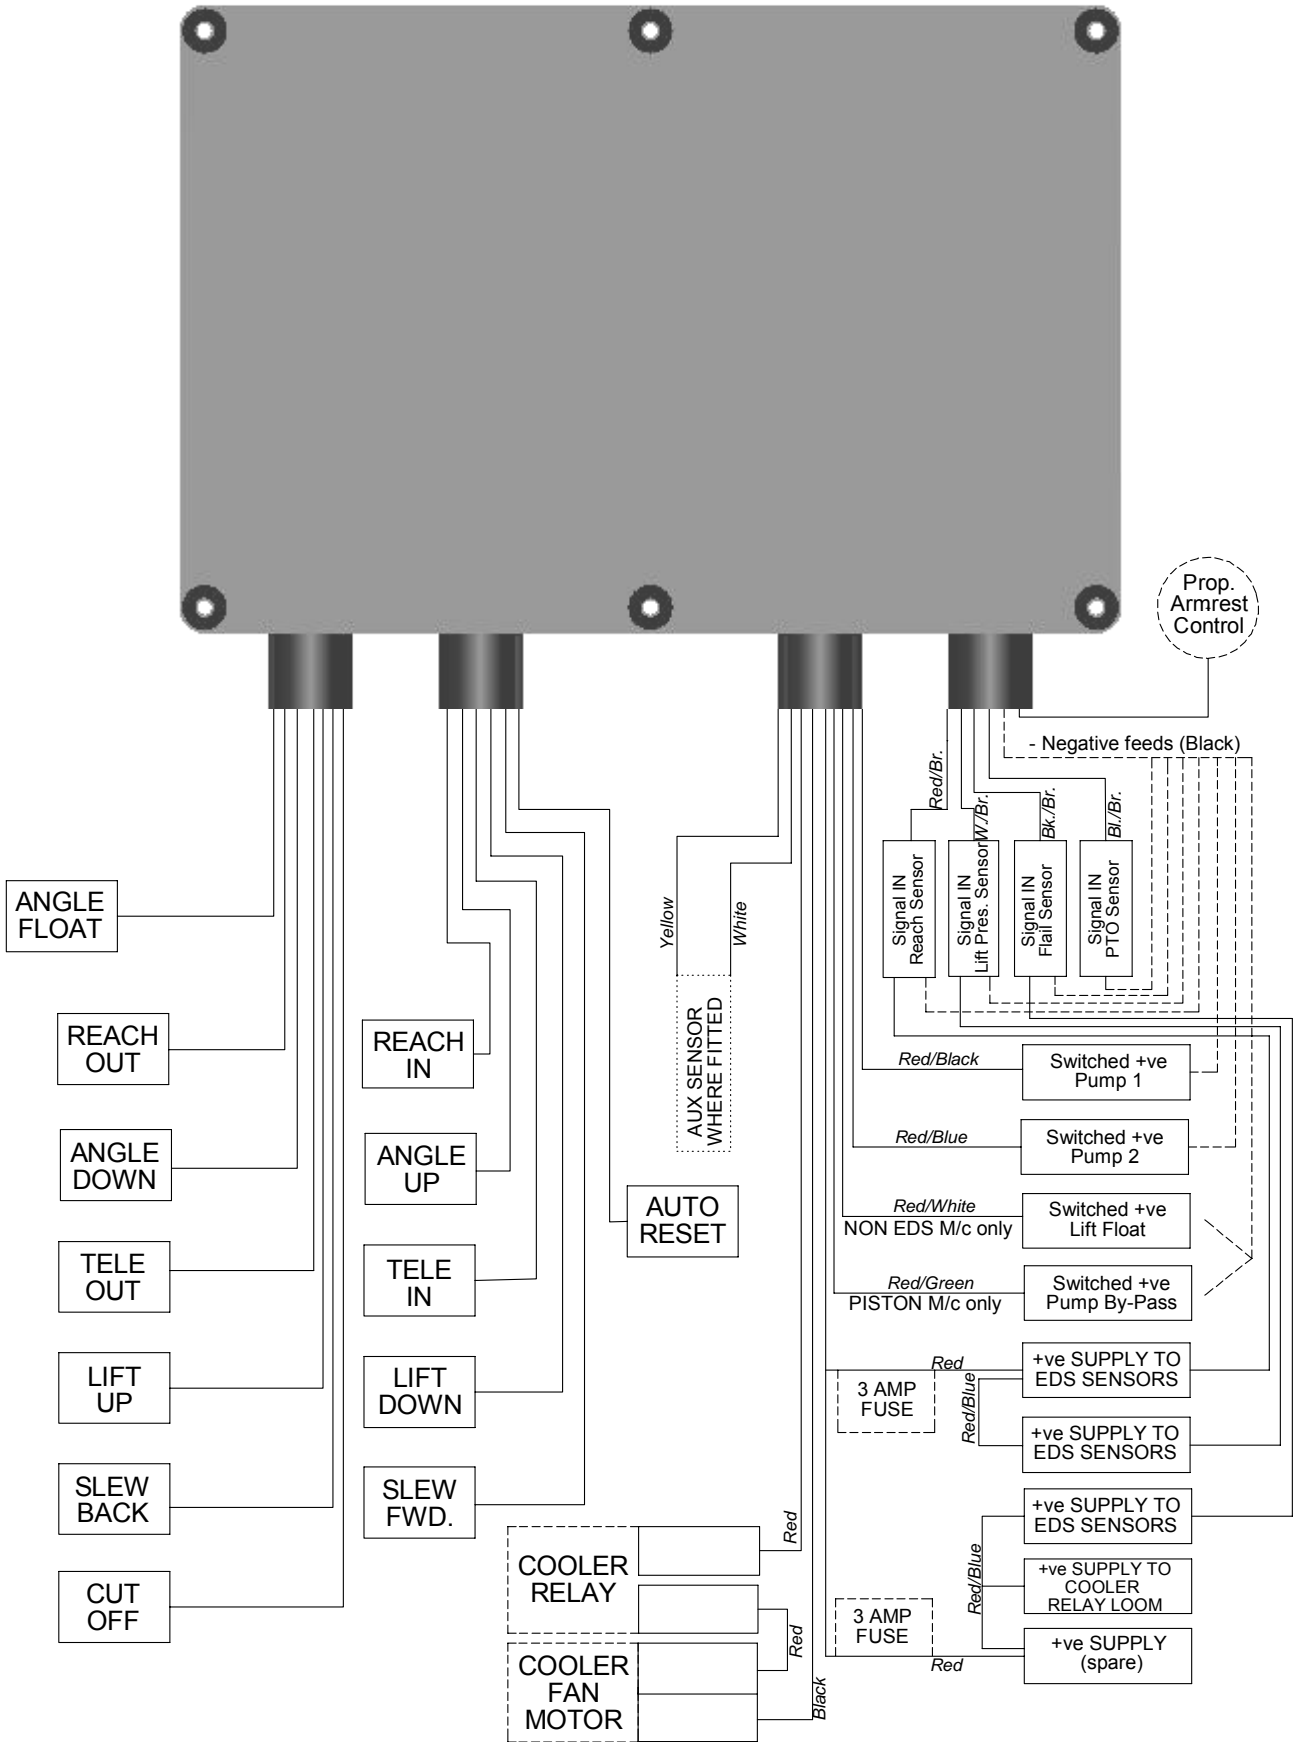 Prop.
Armrest
Control
- Negative feeds (Black)
Red/Br.
W./Br.
Bk./Br.
Bl./Br.
Signal IN
Reach Sensor
Signal IN
Lift Pres. Sensor
Signal IN
Flail Sensor
Signal IN
PTO Sensor
ANGLE
FLOAT
REACH
OUT
ANGLE
DOWN
TELE
OUT
LIFT
UP
SLEW
BACK
CUT
OFF
REACH
IN
ANGLE
UP
TELE
IN
LIFT
DOWN
SLEW
FWD.
AUTO
RESET
Yellow
White
AUX SENSOR
WHERE FITTED
Red/Black
Switched +ve
Pump 1
Red/Blue
Switched +ve
Pump 2
Red/White
NON EDS M/c only
Switched +ve
Lift Float
Red/Green
PISTON M/c only
Switched +ve
Pump By-Pass
Red
3 AMP
FUSE
Red/Blue
+ve SUPPLY TO
EDS SENSORS
+ve SUPPLY TO
EDS SENSORS
+ve SUPPLY TO
EDS SENSORS
Red/Blue
+ve SUPPLY TO
COOLER
RELAY LOOM
3 AMP
FUSE
Red
+ve SUPPLY
(spare)
COOLER
RELAY
Red
COOLER
FAN
MOTOR
Red
Black